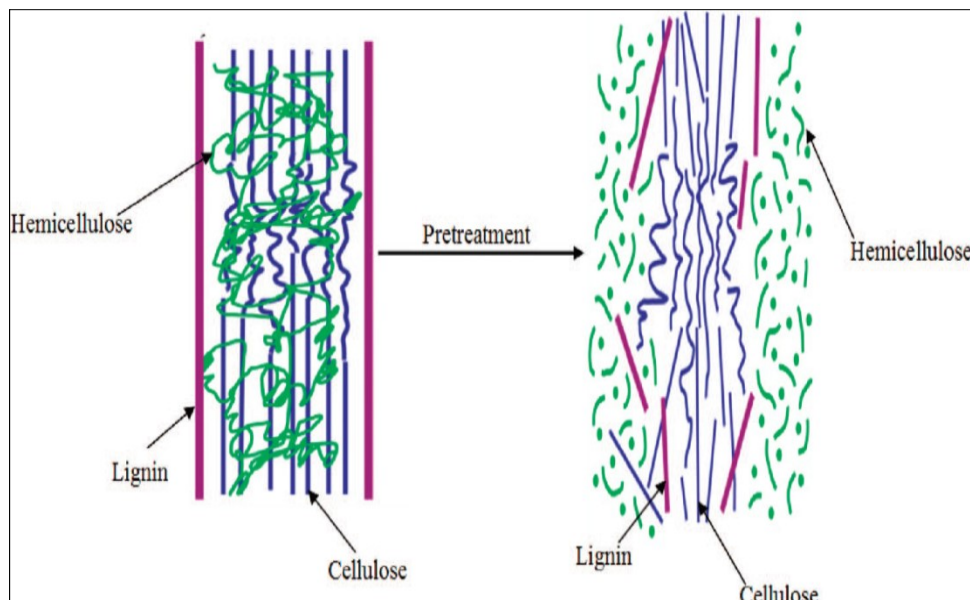 Hemicellulose
Lignin
Cellulose
Pretreatment
Hemicellulose
Lignin
Cellulose